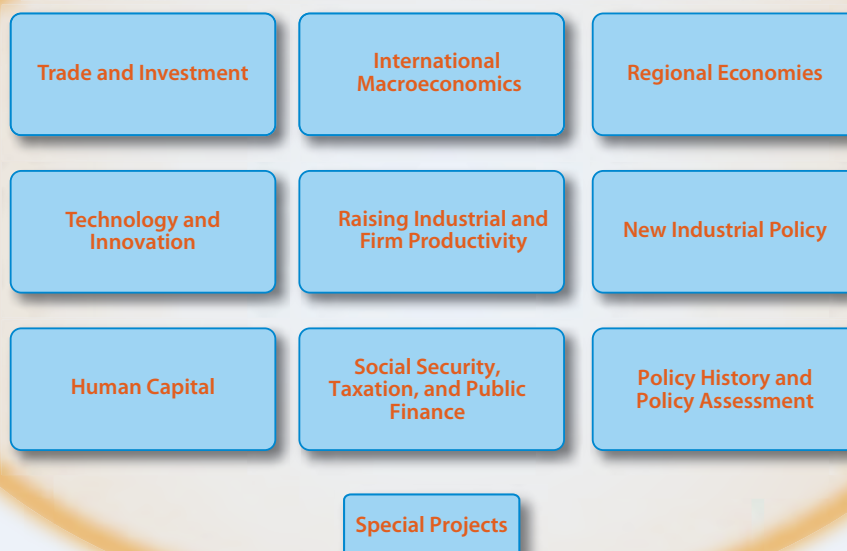 Trade and Investment
International
Macroeconomics
Regional Economies
Technology and
Innovation
Raising Industrial and
Firm Productivity
New Industrial Policy
Human Capital
Social Security,
Taxation, and Public
Finance
Policy History and
Policy Assessment
Special Projects